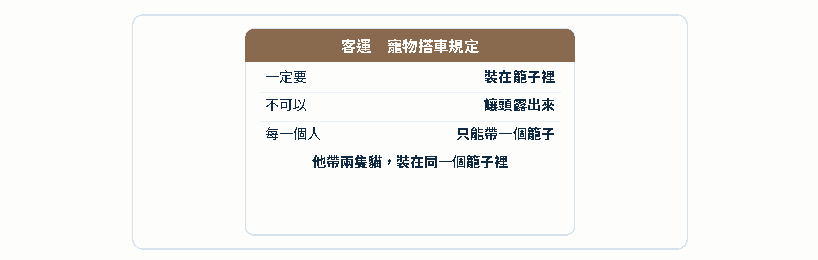 客運　寵物搭車規定
一定要　裝在籠子裡
不可以　讓頭露出來
每一個人　只能帶一個籠子
他帶兩隻貓，裝在同一個籠子裡